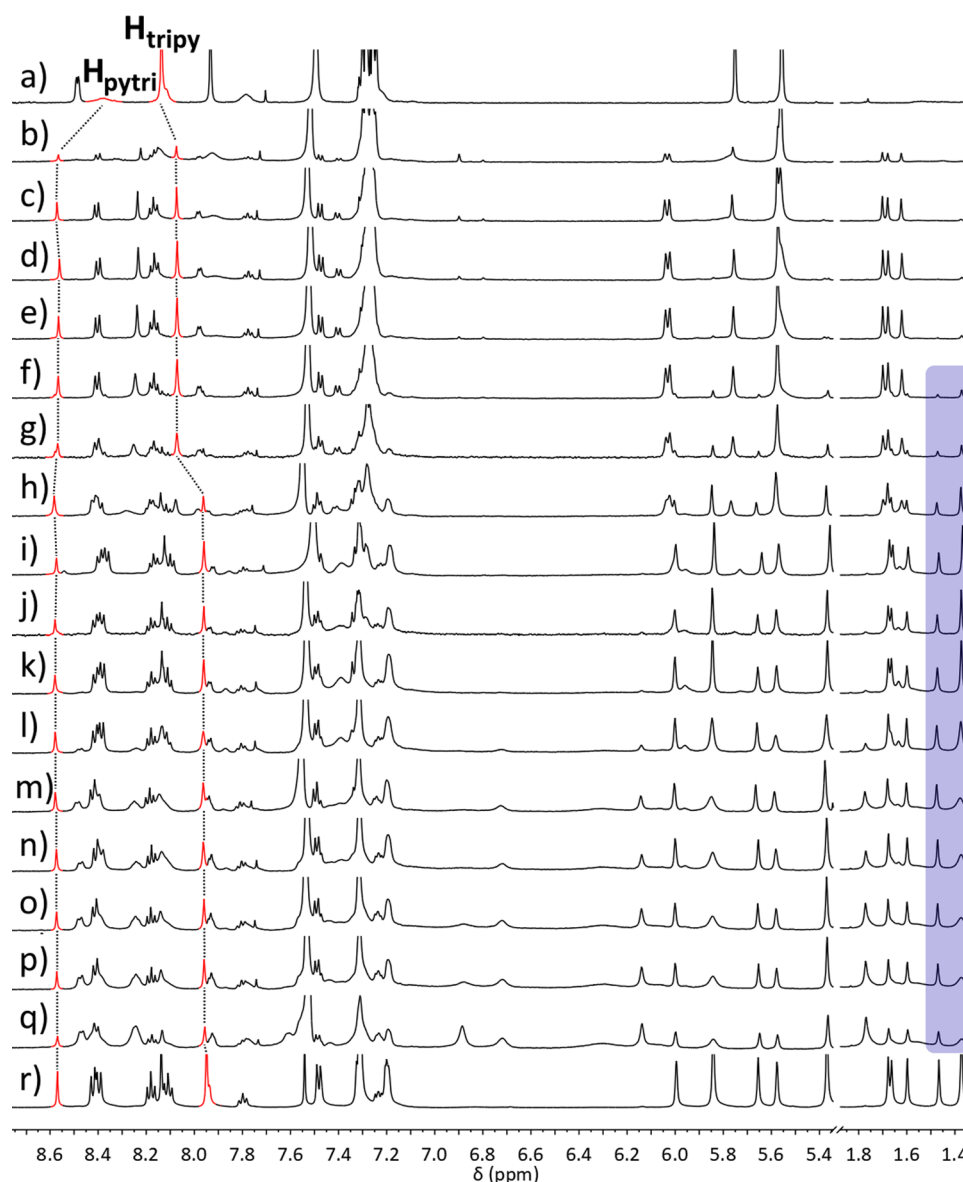 H_tripy
H_pytri
a)
b)
c)
d)
e)
f)
g)
h)
i)
j)
k)
l)
m)
n)
o)
p)
q)
r)
8.6 8.4 8.2 8.0 7.8 7.6 7.4 7.2 7.0 6.8 6.6 6.4 6.2 6.0 5.8 5.6 5.4 1.8 1.6 1.4
δ (ppm)